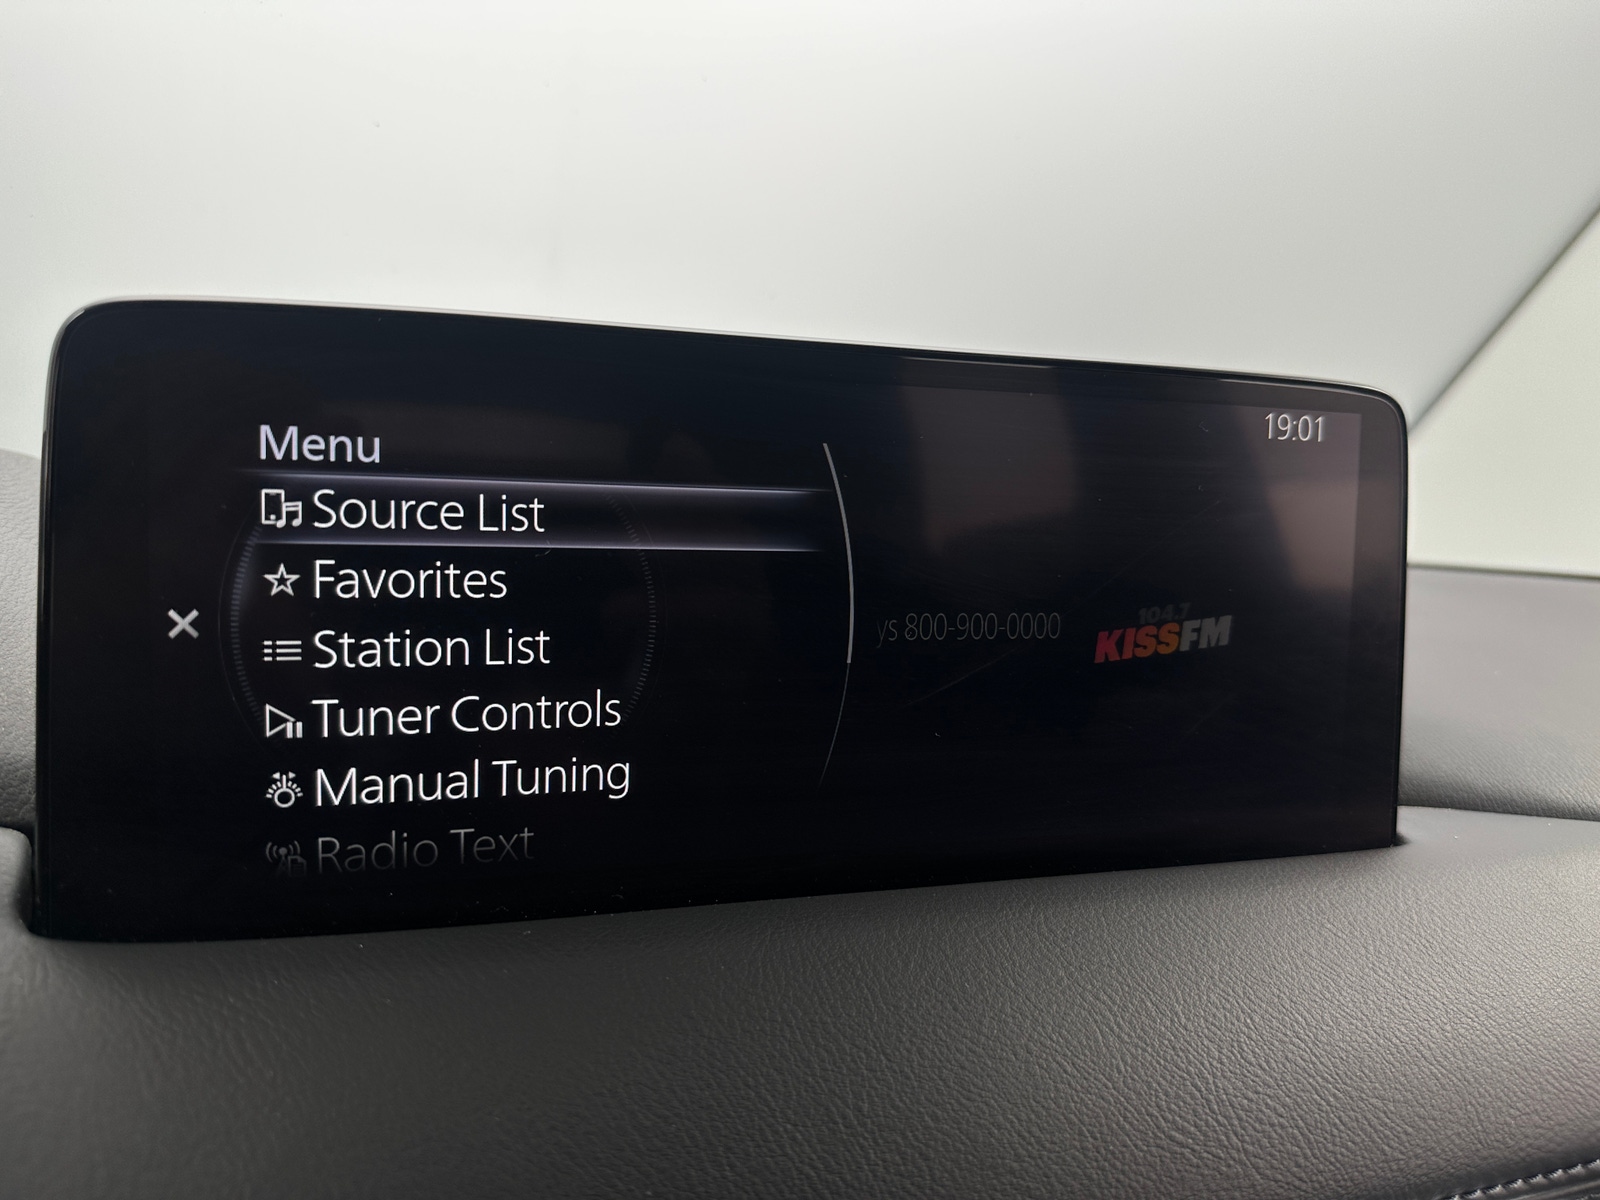 Menu
19:01
Source List
Favorites
Station List
Tuner Controls
Manual Tuning
Radio Text
ys 800-900-0000
104.7
KISSFM